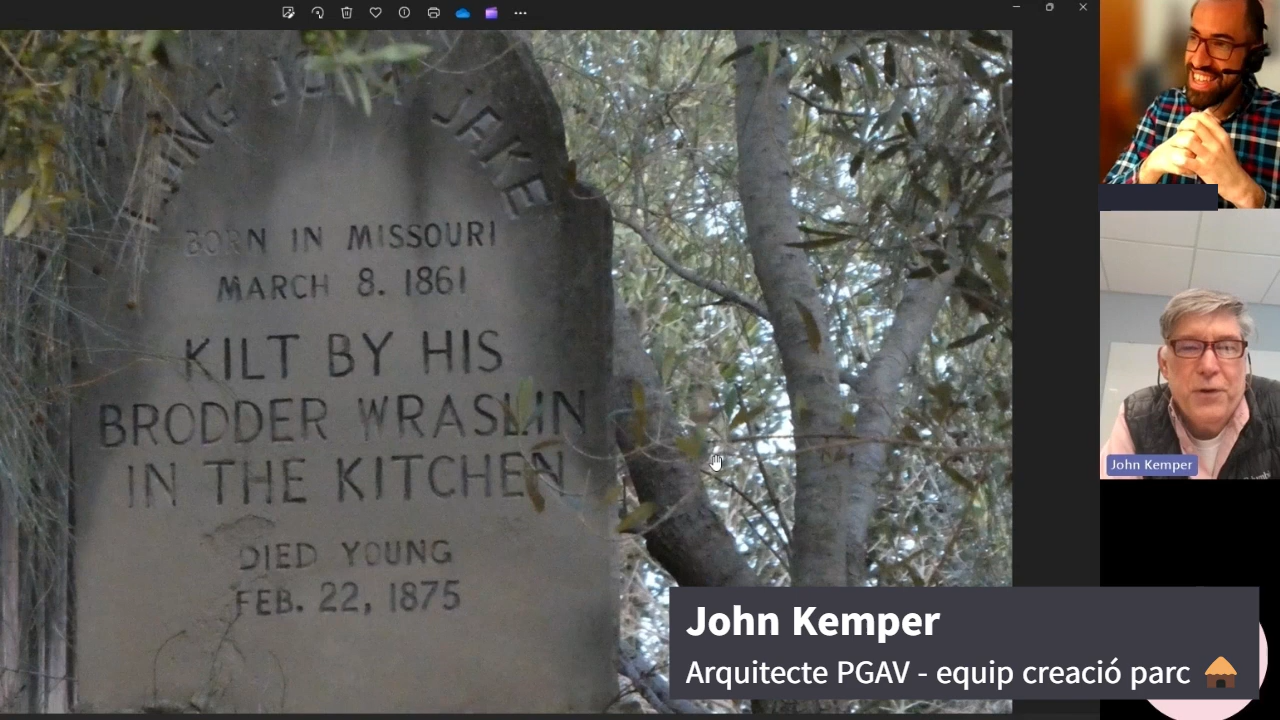 JAKE
BORN IN MISSOURI
MARCH 8. 1861
KILT BY HIS
BRODDER WRASLIN
IN THE KITCHEN
DIED YOUNG
FEB. 22, 1875
John Kemper
John Kemper
Arquitecte PGAV - equip creació parc